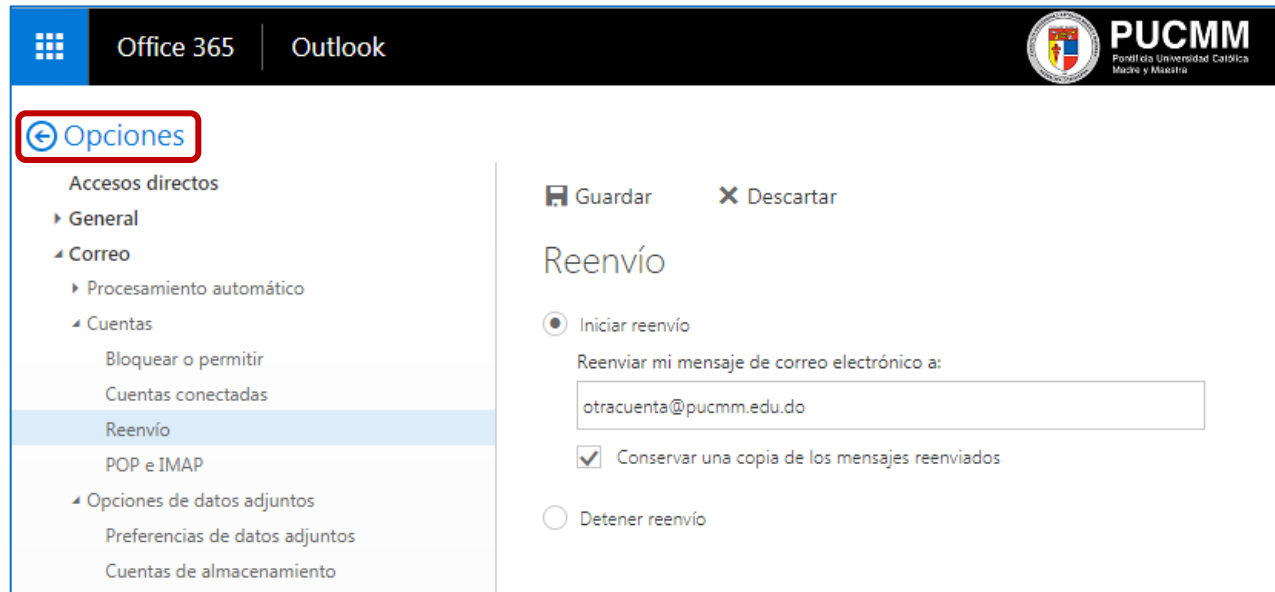 Office 365
Outlook
PUCMM
Pontificia Universidad Católica
Madre y Maestra
Opciones
Accesos directos
General
Correo
Procesamiento automático
Cuentas
Bloquear o permitir
Cuentas conectadas
Reenvío
POP e IMAP
Opciones de datos adjuntos
Preferencias de datos adjuntos
Cuentas de almacenamiento
Guardar
Descartar
Reenvío
Iniciar reenvío
Reenviar mi mensaje de correo electrónico a:
otracuenta@pucmm.edu.do
Conservar una copia de los mensajes reenviados
Detener reenvío